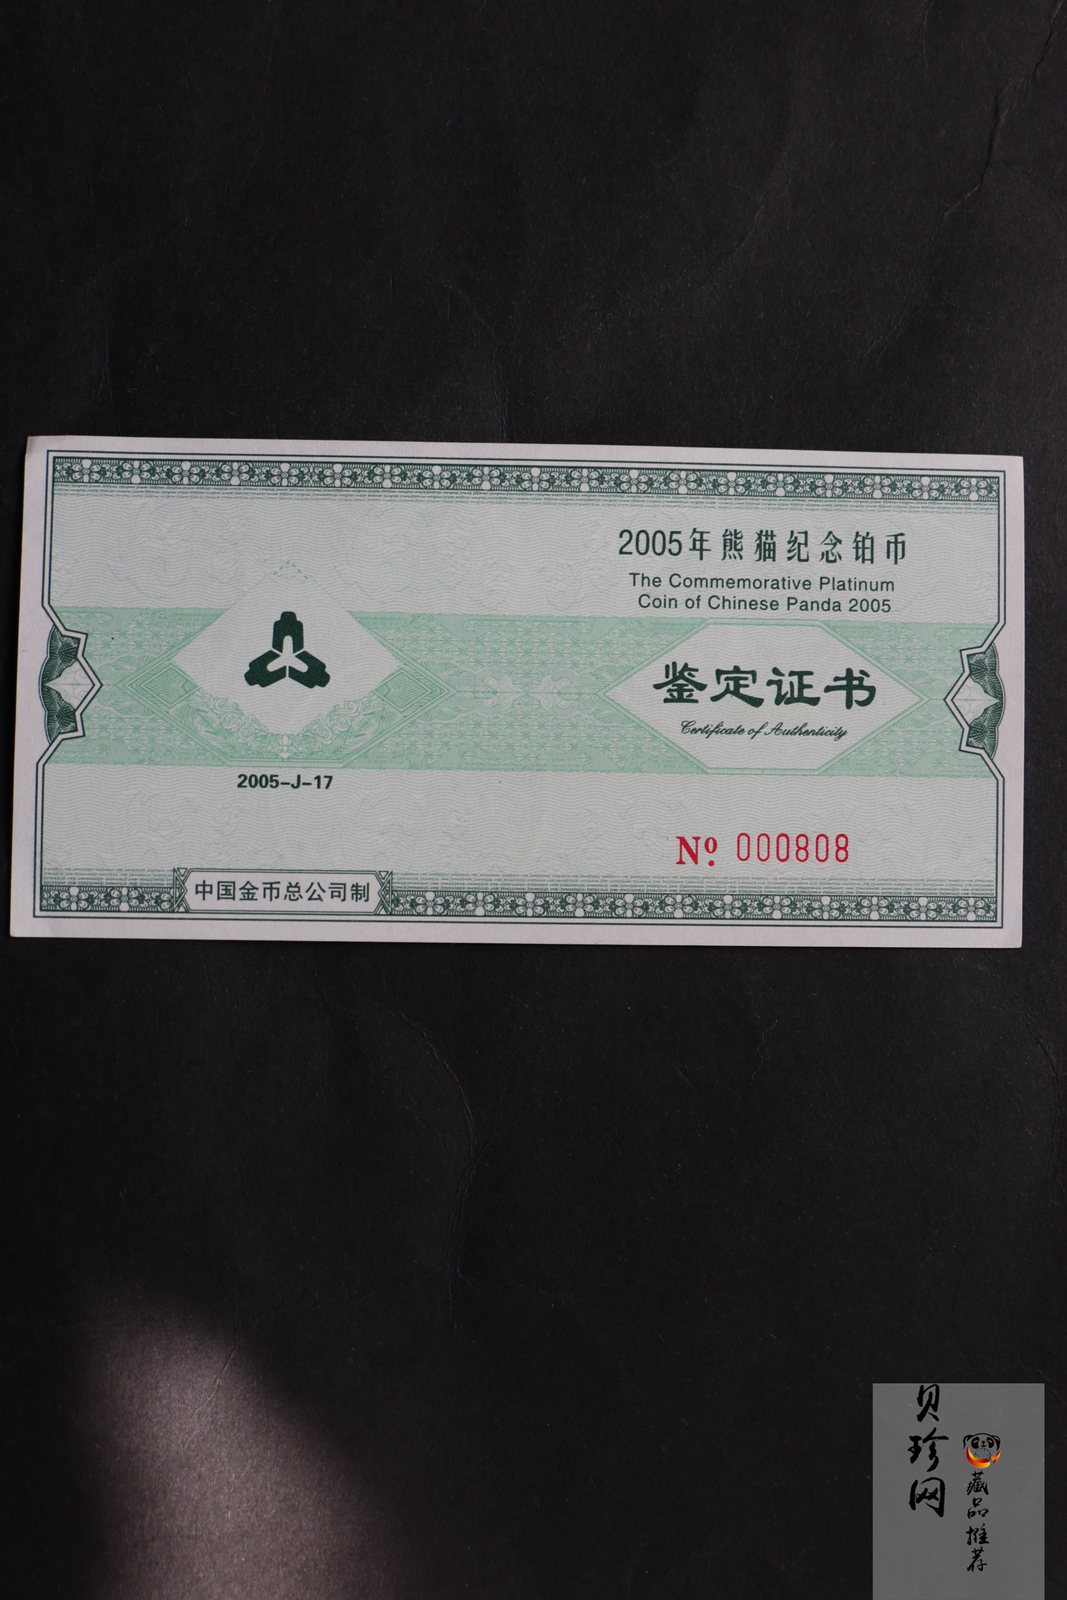 2005年熊猫纪念铂币
The Commemorative Platinum
Coin of Chinese Panda 2005
鉴定证书
Certificate of Authenticity
2005-J-17
Nº. 000808
中国金币总公司制
贝珍网
藏品推荐